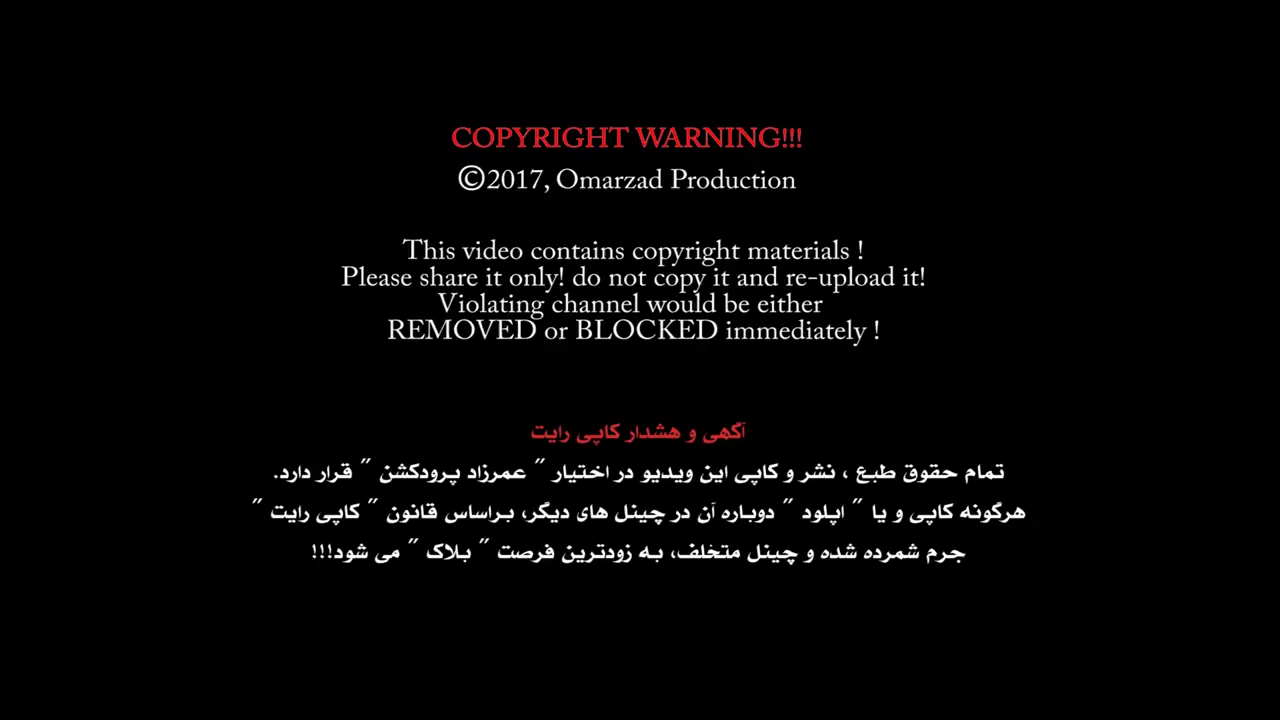 COPYRIGHT WARNING!!!
©2017, Omarzad Production
This video contains copyright materials !
Please share it only! do not copy it and re-upload it!
Violating channel would be either
REMOVED or BLOCKED immediately !
آگهی و هشدار کاپی رایت
تمام حقوق طبع ، نشر و کاپی این ویدیو در اختیار " عمرزاد پرودکشن " قرار دارد.
هرگونه کاپی و یا " اپلود " دوباره آن در چینل های دیگر، براساس قانون " کاپی رایت "
جرم شمرده شده و چینل متخلف، به زودترین فرصت " بلاک " می شود!!!